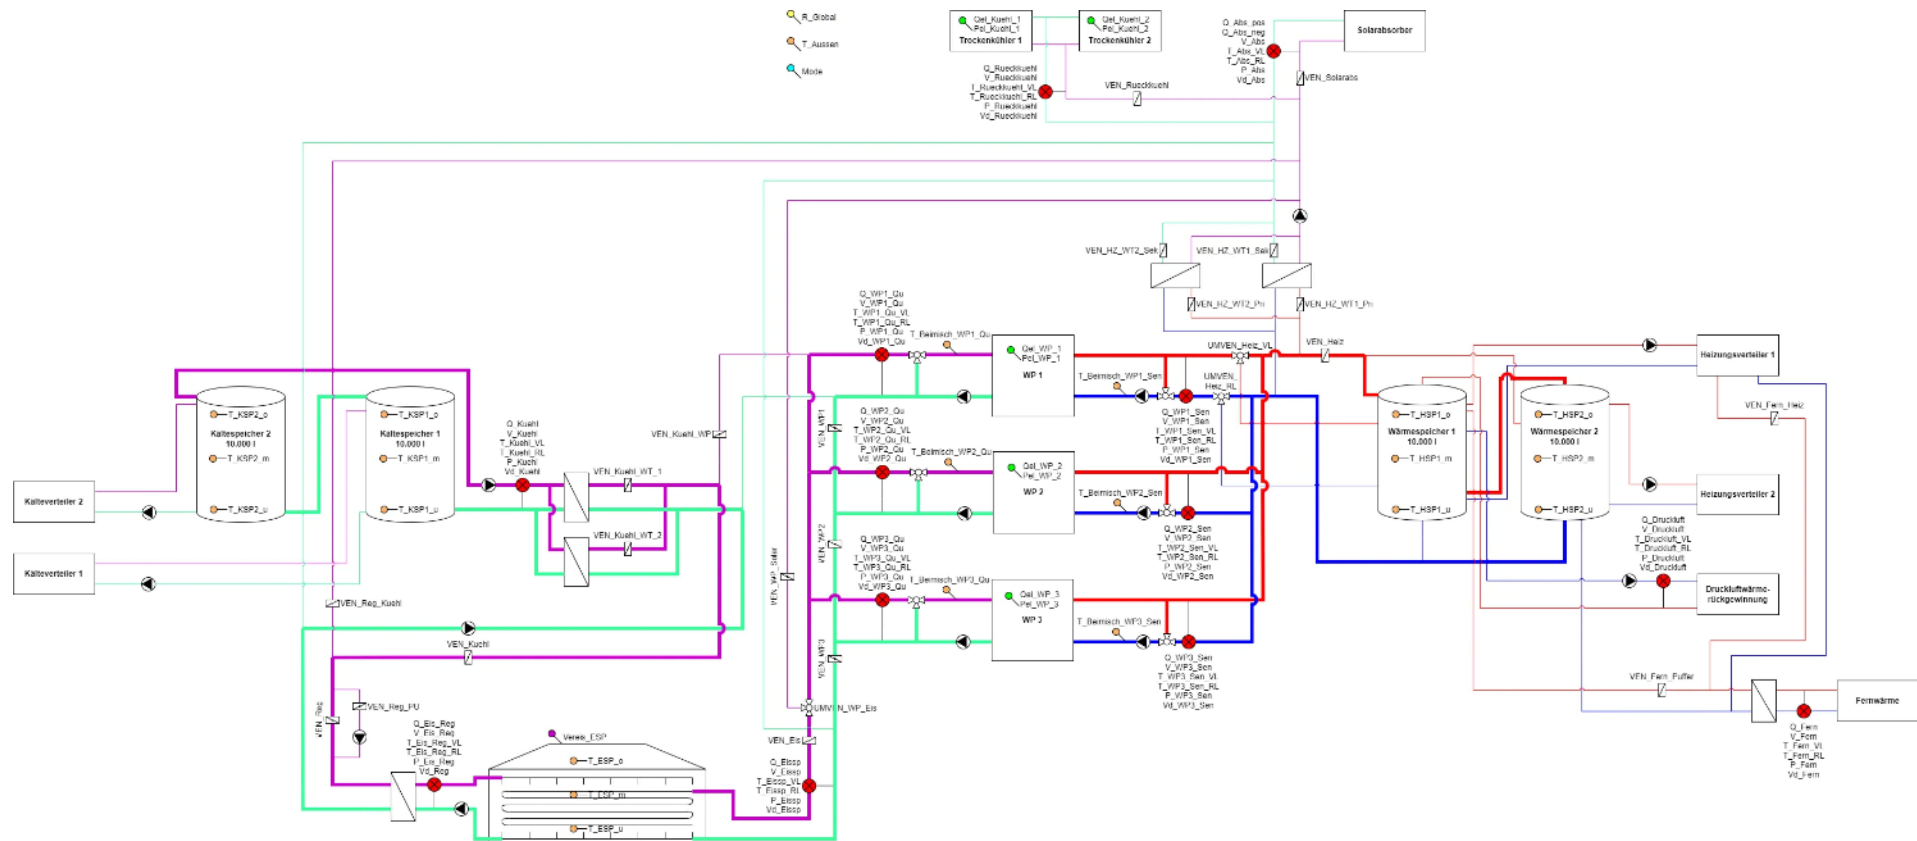 R_Global
T_Aussen
Mode
Qel_Kuehl_1
Pel_Kuehl_1
Trockenkühler 1
Qel_Kuehl_2
Pel_Kuehl_2
Trockenkühler 2
Q_Rueckkuehl
V_Rueckkuehl
T_Rueckkuehl_VL
T_Rueckkuehl_RL
P_Rueckkuehl
Vd_Rueckkuehl
VEN_Rueckkuehl
Q_Abs_pos
Q_Abs_neg
V_Abs
T_Abs_VL
T_Abs_RL
P_Abs
Vd_Abs
Solarabsorber
VEN_Solarabs
VEN_HZ_WT2_Sek
VEN_HZ_WT1_Sek
VEN_HZ_WT2_Pri
VEN_HZ_WT1_Pri
Q_WP1_Qu
V_WP1_Qu
T_WP1_Qu_VL
T_WP1_Qu_RL
P_WP1_Qu
Vd_WP1_Qu
T_Beimisch_WP1_Qu
Qel_WP_1
Pel_WP_1
WP 1
T_Beimisch_WP1_Sen
UMVEN_Heiz_VL
UMVEN_
Heiz_RL
VEN_Heiz
Q_WP1_Sen
V_WP1_Sen
T_WP1_Sen_VL
T_WP1_Sen_RL
P_WP1_Sen
Vd_WP1_Sen
VEN_WP1
Q_WP2_Qu
V_WP2_Qu
T_WP2_Qu_VL
T_WP2_Qu_RL
P_WP2_Qu
Vd_WP2_Qu
T_Beimisch_WP2_Qu
Qel_WP_2
Pel_WP_2
WP 2
T_Beimisch_WP2_Sen
Q_WP2_Sen
V_WP2_Sen
T_WP2_Sen_VL
T_WP2_Sen_RL
P_WP2_Sen
Vd_WP2_Sen
VEN_WP2
Q_WP3_Qu
V_WP3_Qu
T_WP3_Qu_VL
T_WP3_Qu_RL
P_WP3_Qu
Vd_WP3_Qu
T_Beimisch_WP3_Qu
Qel_WP_3
Pel_WP_3
WP 3
T_Beimisch_WP3_Sen
Q_WP3_Sen
V_WP3_Sen
T_WP3_Sen_VL
T_WP3_Sen_RL
P_WP3_Sen
Vd_WP3_Sen
VEN_WP3
T_KSP2_o
Kältespeicher 2
10.000 l
T_KSP2_m
T_KSP2_u
T_KSP1_o
Kältespeicher 1
10.000 l
T_KSP1_m
T_KSP1_u
Kälteverteiler 2
Kälteverteiler 1
Q_Kuehl
V_Kuehl
T_Kuehl_VL
T_Kuehl_RL
P_Kuehl
Vd_Kuehl
VEN_Kuehl_WT_1
VEN_Kuehl_WT_2
VEN_Kuehl_WP
VEN_WP_Solar
VEN_Reg_Kuehl
VEN_Kuehl
VEN_Reg
VEN_Reg_PU
Q_Eis_Reg
V_Eis_Reg
T_Eis_Reg_VL
T_Eis_Reg_RL
P_Eis_Reg
Vd_Reg
Vereis_ESP
T_ESP_o
T_ESP_m
T_ESP_u
UMVEN_WP_Eis
VEN_Eis
Q_Eissp
V_Eissp
T_Eissp_VL
T_Eissp_RL
P_Eissp
Vd_Eissp
T_HSP1_o
Wärmespeicher 1
10.000 l
T_HSP1_m
T_HSP1_u
T_HSP2_o
Wärmespeicher 2
10.000 l
T_HSP2_m
T_HSP2_u
Heizungsverteiler 1
VEN_Fern_Heiz
Heizungsverteiler 2
Q_Druckluft
V_Druckluft
T_Druckluft_VL
T_Druckluft_RL
P_Druckluft
Vd_Druckluft
Druckluftwärme-
rückgewinnung
VEN_Fern_Puffer
Fernwärme
Q_Fern
V_Fern
T_Fern_VL
T_Fern_RL
P_Fern
Vd_Fern